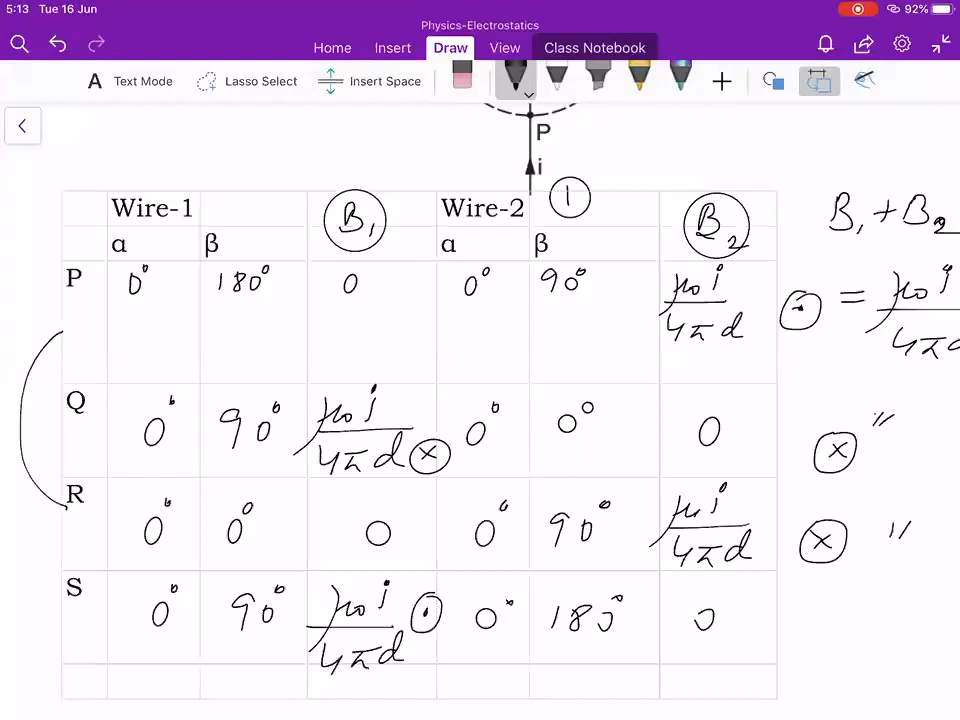 5:13 Tue 16 Jun
92%
Physics-Electrostatics
Home Insert Draw View Class Notebook
A Text Mode Lasso Select Insert Space
P
i
Wire-1 B₁ Wire-2 ① B₂ B₁ + B₂
α β α β
P 0° 180° 0 0° 90° μ₀i/4πd ⊙ = μ₀i/4πd
Q 0° 90° μ₀i/4πd ⊗ 0° 0° 0 ⊗ "
R 0° 0° 0 0° 90° μ₀i/4πd ⊗ "
S 0° 90° μ₀i/4πd ⊙ 0° 180° 0